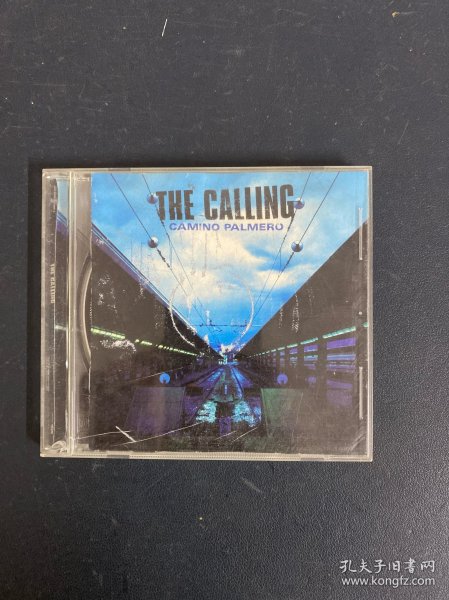 THE CALLING
CAMINO PALMERO
THE CALLING
孔夫子旧书网
www.kongfz.com